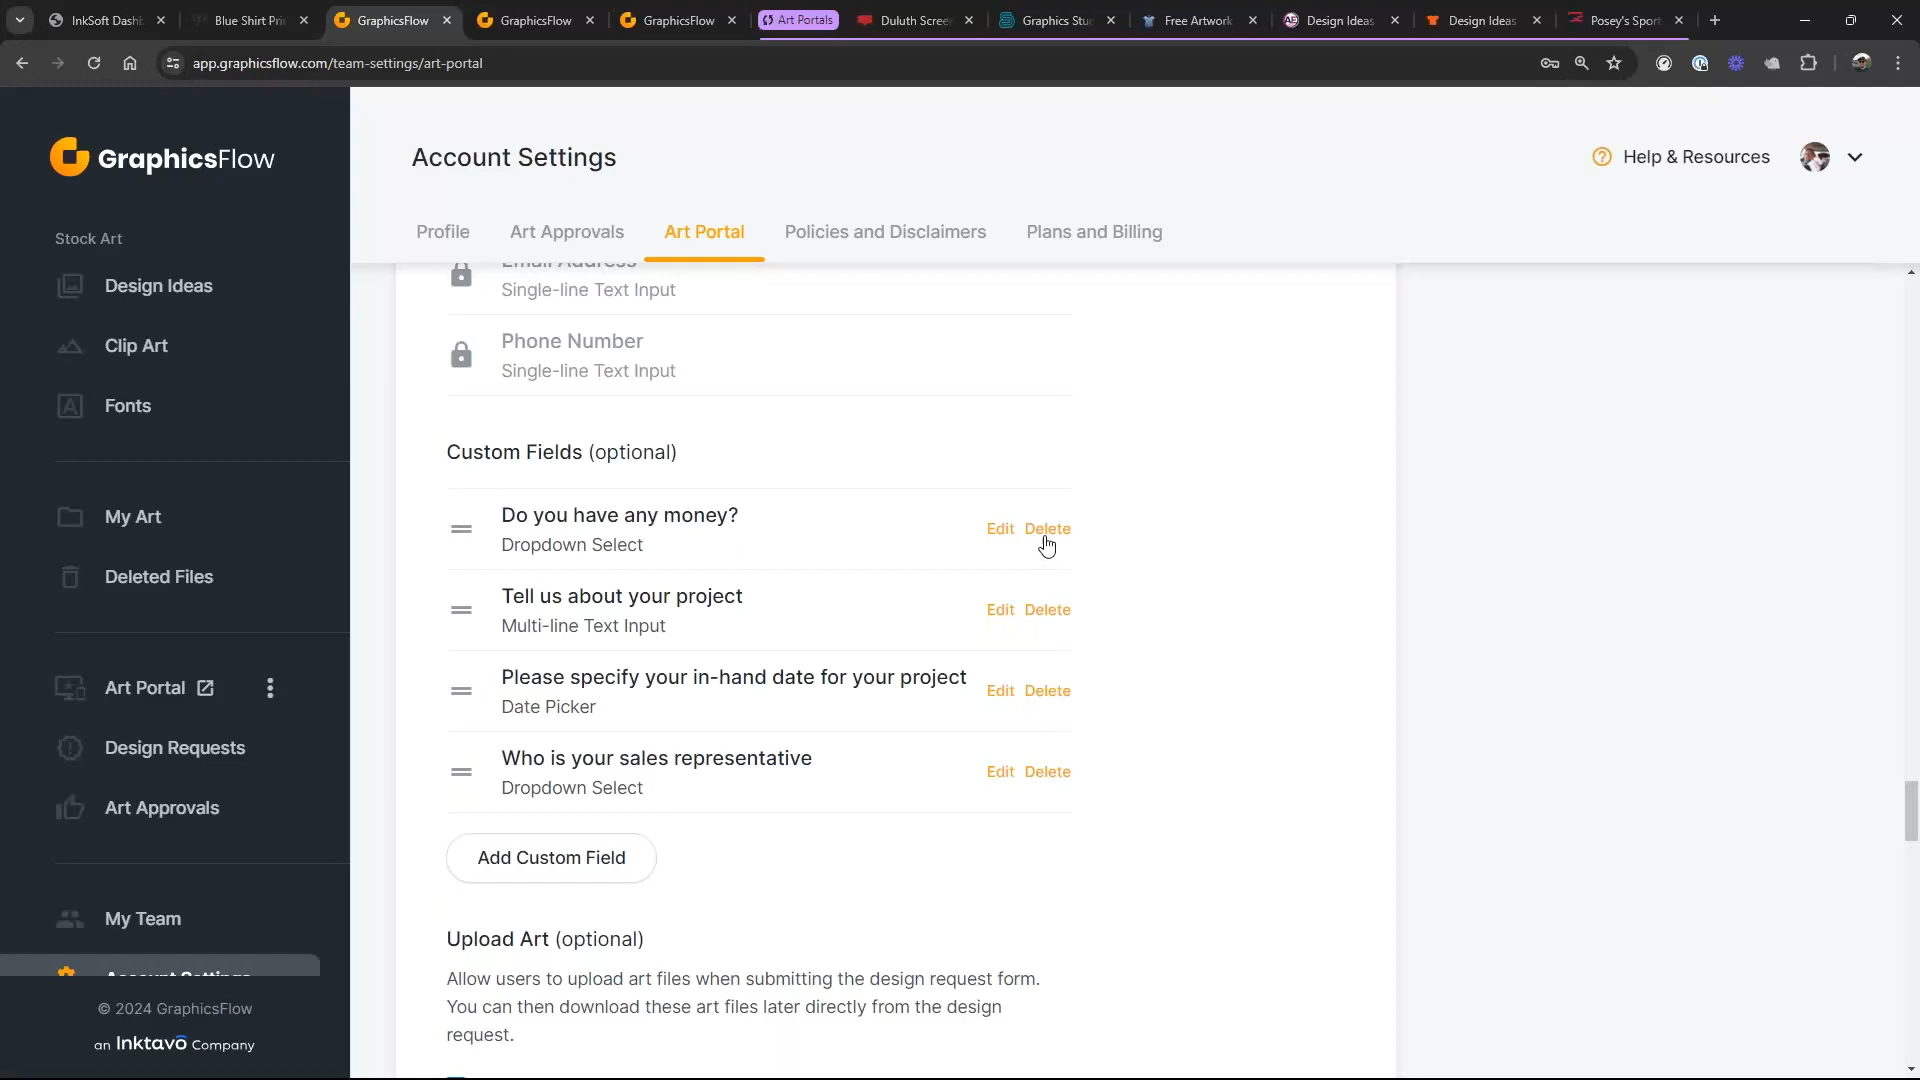 InkSoft Dash
Blue Shirt Pri
GraphicsFlow
GraphicsFlow
GraphicsFlow
Art Portals
Duluth Scree
Graphics Stu
Free Artwork
Design Ideas
Design Ideas
Posey's Sport
app.graphicsflow.com/team-settings/art-portal
GraphicsFlow
Account Settings
Help & Resources
Profile
Art Approvals
Art Portal
Policies and Disclaimers
Plans and Billing
Stock Art
Design Ideas
Clip Art
Fonts
My Art
Deleted Files
Art Portal
Design Requests
Art Approvals
My Team
Account Settings
© 2024 GraphicsFlow
an Inktavo Company
Email Address
Single-line Text Input
Phone Number
Single-line Text Input
Custom Fields (optional)
Do you have any money?
Dropdown Select
Edit Delete
Tell us about your project
Multi-line Text Input
Edit Delete
Please specify your in-hand date for your project
Date Picker
Edit Delete
Who is your sales representative
Dropdown Select
Edit Delete
Add Custom Field
Upload Art (optional)
Allow users to upload art files when submitting the design request form.
You can then download these art files later directly from the design
request.